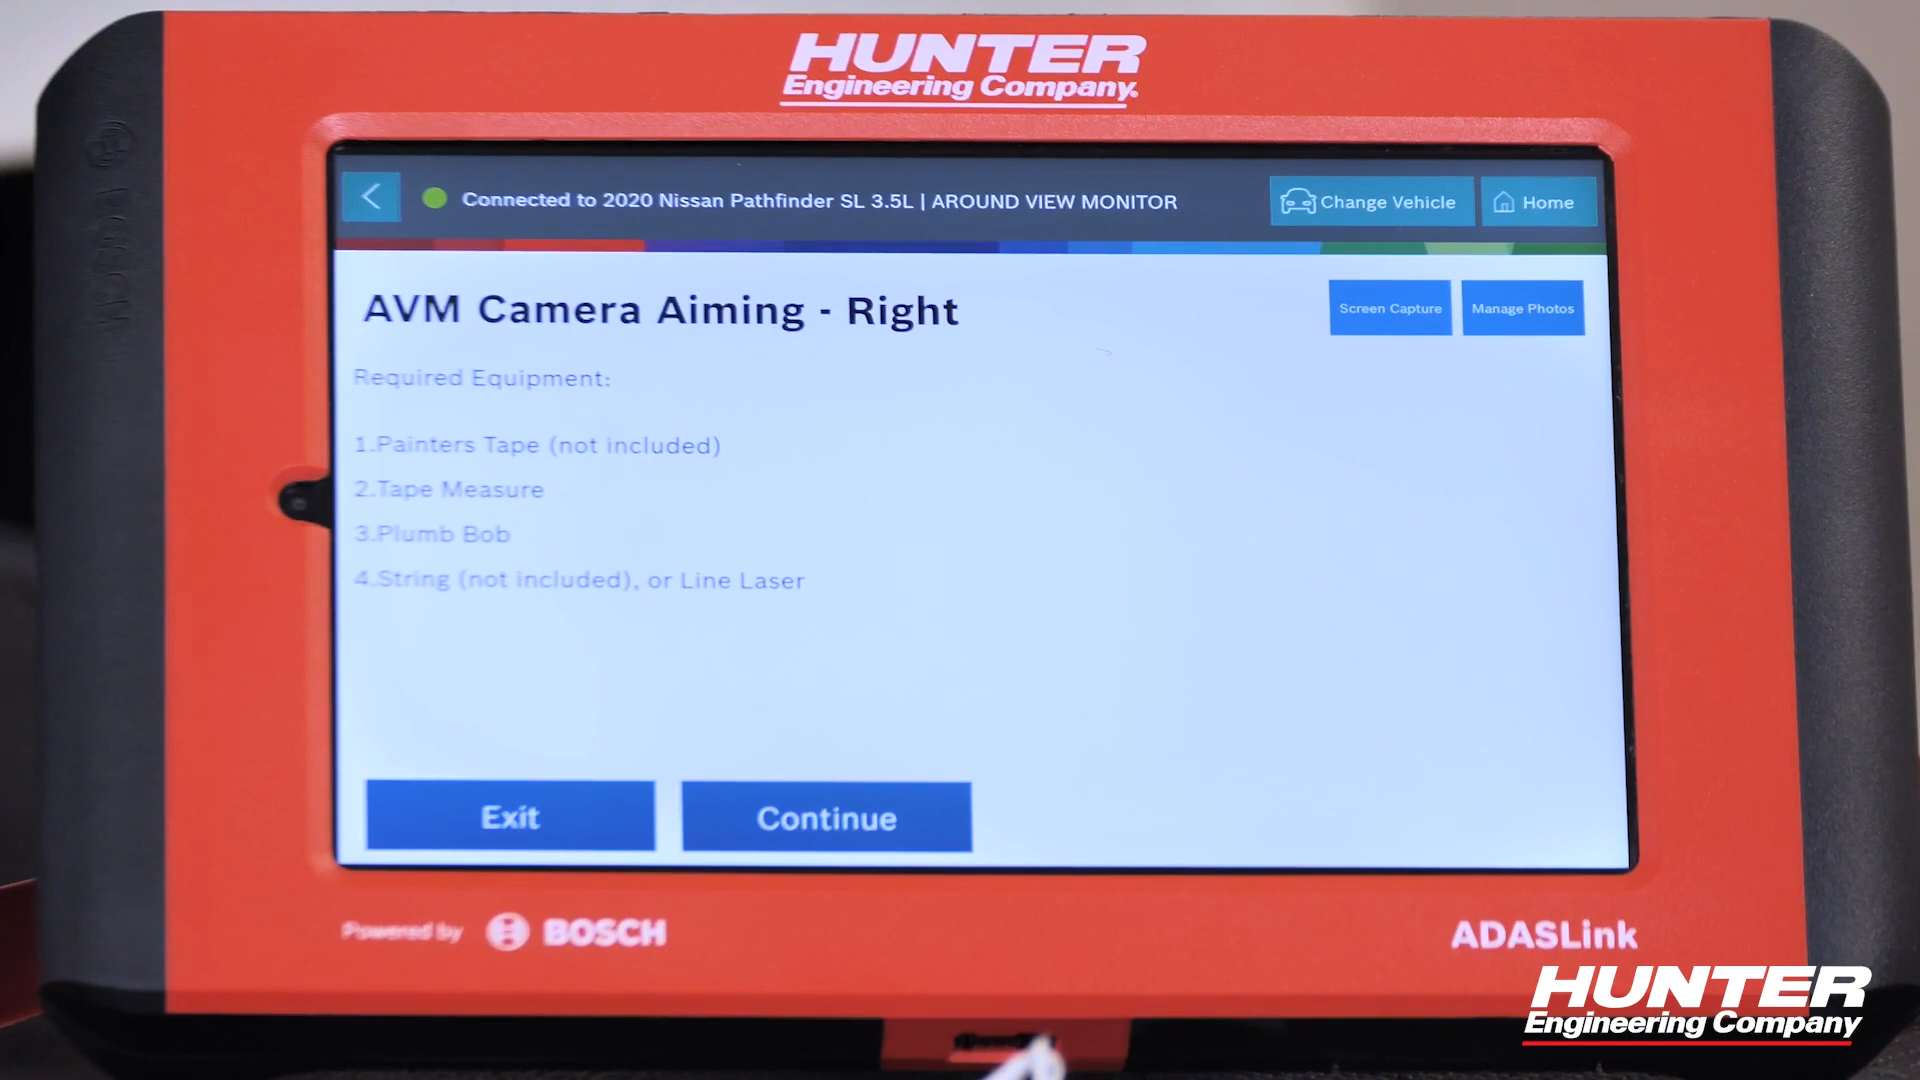 HUNTER
Engineering Company.
Connected to 2020 Nissan Pathfinder SL 3.5L | AROUND VIEW MONITOR
Change Vehicle
Home
AVM Camera Aiming - Right
Screen Capture
Manage Photos
Required Equipment:
1.Painters Tape (not included)
2.Tape Measure
3.Plumb Bob
4.String (not included), or Line Laser
Exit
Continue
Powered by
BOSCH
ADASLink
BOSCH
HUNTER
Engineering Company